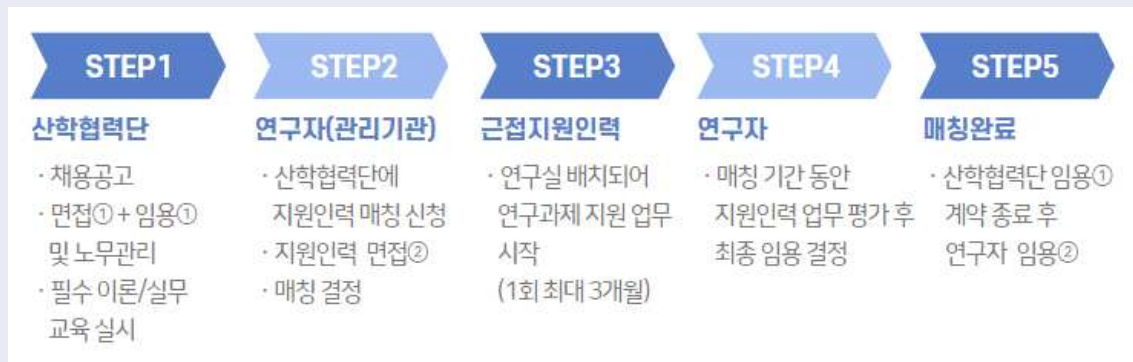 STEP1
산학협력단
· 채용공고
· 면접① + 임용①
및 노무관리
· 필수 이론/실무
교육 실시
STEP2
연구자(관리기관)
· 산학협력단에
지원인력 매칭 신청
· 지원인력 면접②
· 매칭 결정
STEP3
근접지원인력
· 연구실 배치되어
연구과제 지원 업무
시작
(1회 최대 3개월)
STEP4
연구자
· 매칭 기간 동안
지원인력 업무 평가 후
최종 임용 결정
STEP5
매칭완료
· 산학협력단 임용①
계약 종료 후
연구자 임용②